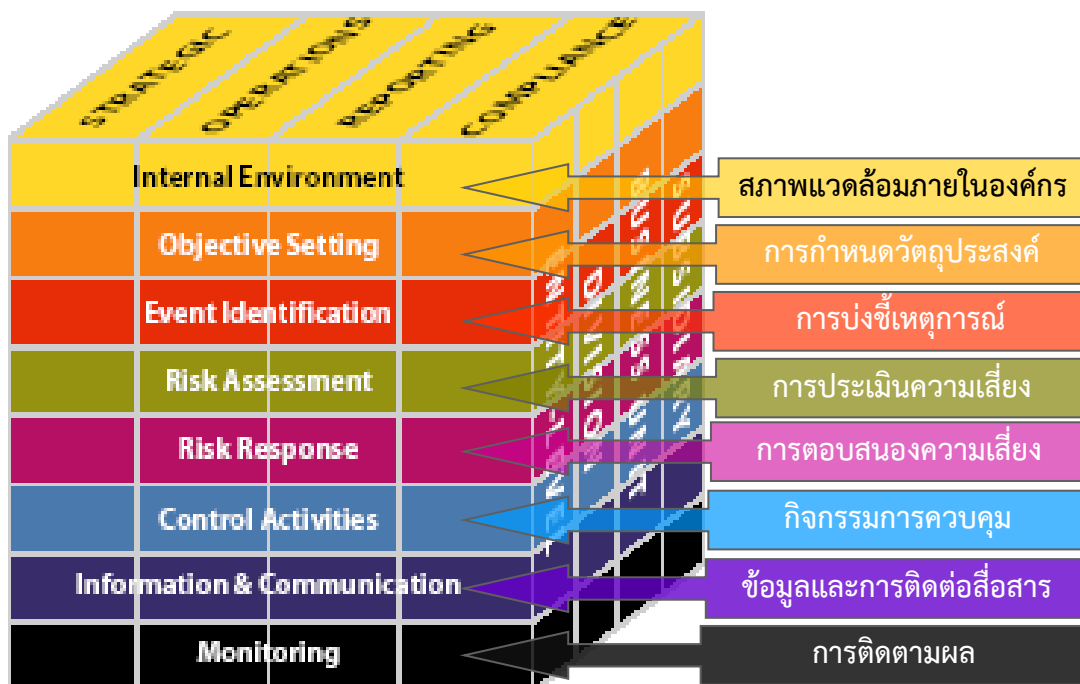 STRATEGIC
OPERATIONS
REPORTING
COMPLIANCE
Internal Environment
สภาพแวดล้อมภายในองค์กร
Objective Setting
การกำหนดวัตถุประสงค์
Event Identification
การบ่งชี้เหตุการณ์
Risk Assessment
การประเมินความเสี่ยง
Risk Response
การตอบสนองความเสี่ยง
Control Activities
กิจกรรมการควบคุม
Information & Communication
ข้อมูลและการติดต่อสื่อสาร
Monitoring
การติดตามผล